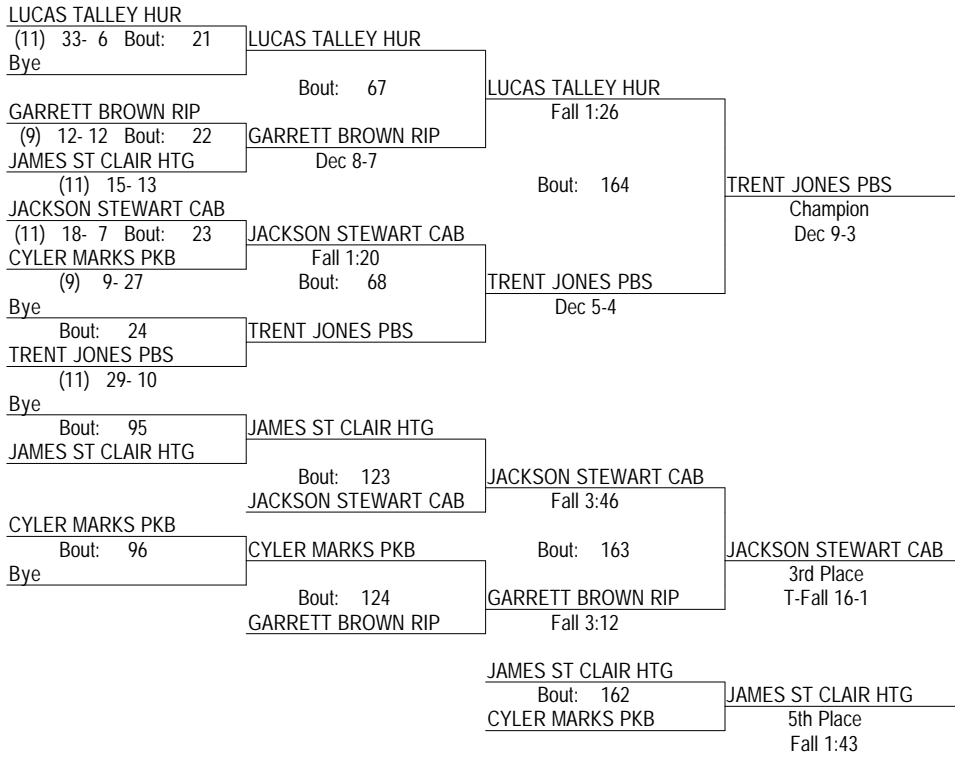 LUCAS TALLEY HUR
(11) 33- 6 Bout: 21 LUCAS TALLEY HUR
Bye
Bout: 67 LUCAS TALLEY HUR
GARRETT BROWN RIP Fall 1:26
(9) 12- 12 Bout: 22 GARRETT BROWN RIP
JAMES ST CLAIR HTG Dec 8-7
(11) 15- 13 Bout: 164 TRENT JONES PBS
JACKSON STEWART CAB Champion
(11) 18- 7 Bout: 23 JACKSON STEWART CAB Dec 9-3
CYLER MARKS PKB Fall 1:20
(9) 9- 27 Bout: 68 TRENT JONES PBS
Bye Dec 5-4
Bout: 24 TRENT JONES PBS
TRENT JONES PBS
(11) 29- 10
Bye
Bout: 95 JAMES ST CLAIR HTG
JAMES ST CLAIR HTG
Bout: 123 JACKSON STEWART CAB
JACKSON STEWART CAB Fall 3:46
CYLER MARKS PKB
Bout: 96 CYLER MARKS PKB Bout: 163 JACKSON STEWART CAB
Bye 3rd Place
Bout: 124 GARRETT BROWN RIP T-Fall 16-1
GARRETT BROWN RIP Fall 3:12
JAMES ST CLAIR HTG
Bout: 162 JAMES ST CLAIR HTG
CYLER MARKS PKB 5th Place
Fall 1:43